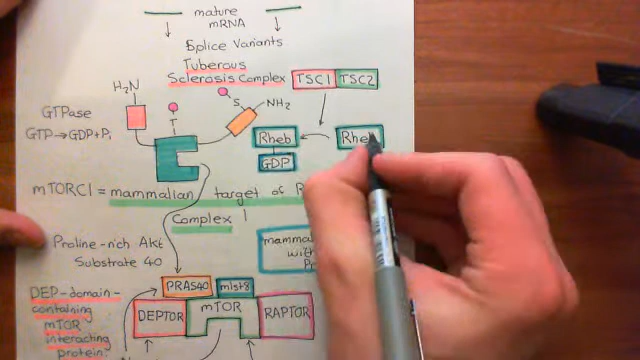 mature
mRNA
Splice Variants
Tuberous
Sclerosis Complex
TSC1 TSC2
H₂N
S
NH₂
GTPase
GTP→GDP+Pᵢ
T
Rheb
Rheb
GDP
mTORC1 = mammalian target of
Complex 1
Proline-rich Akt
Substrate 40
with
PRAS40 mlst8
DEP-domain-
containing
mTOR
interacting
protein
DEPTOR mTOR RAPTOR